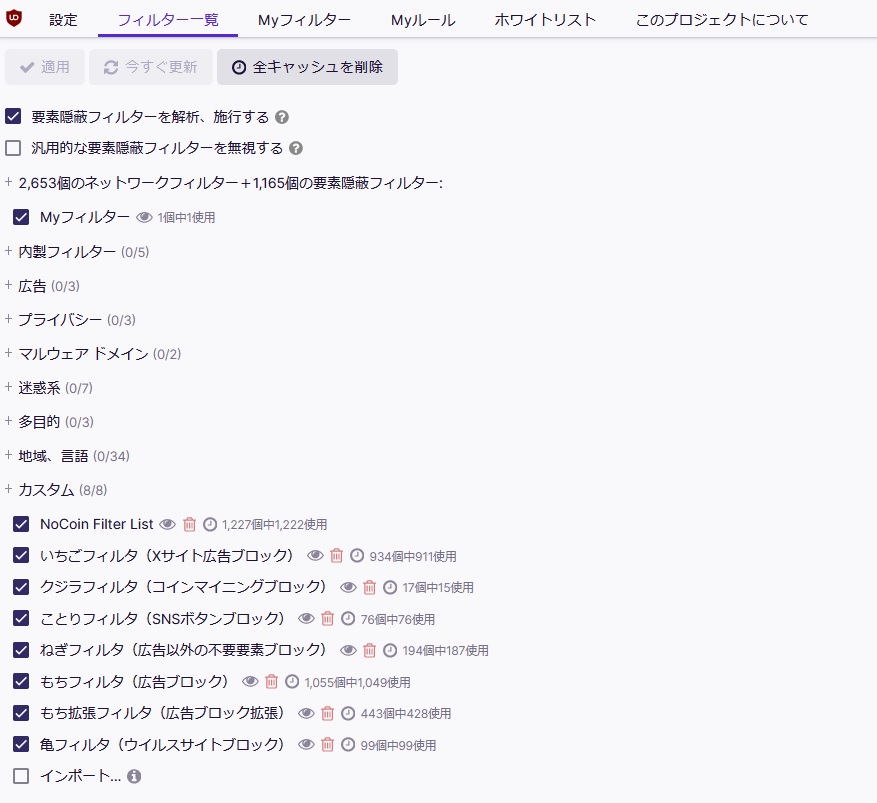 設定 フィルター一覧 Myフィルター Myルール ホワイトリスト このプロジェクトについて
適用 今すぐ更新 全キャッシュを削除
要素隠蔽フィルターを解析、施行する
汎用的な要素隠蔽フィルターを無視する
+ 2,653個のネットワークフィルター＋1,165個の要素隠蔽フィルター:
Myフィルター 1個中1使用
+ 内製フィルター (0/5)
+ 広告 (0/3)
+ プライバシー (0/3)
+ マルウェア ドメイン (0/2)
+ 迷惑系 (0/7)
+ 多目的 (0/3)
+ 地域、言語 (0/34)
+ カスタム (8/8)
NoCoin Filter List 1,227個中1,222使用
いちごフィルタ（Xサイト広告ブロック） 934個中911使用
クジラフィルタ（コインマイニングブロック） 17個中15使用
ことりフィルタ（SNSボタンブロック） 76個中76使用
ねぎフィルタ（広告以外の不要要素ブロック） 194個中187使用
もちフィルタ（広告ブロック） 1,055個中1,049使用
もち拡張フィルタ（広告ブロック拡張） 443個中428使用
亀フィルタ（ウイルスサイトブロック） 99個中99使用
インポート...